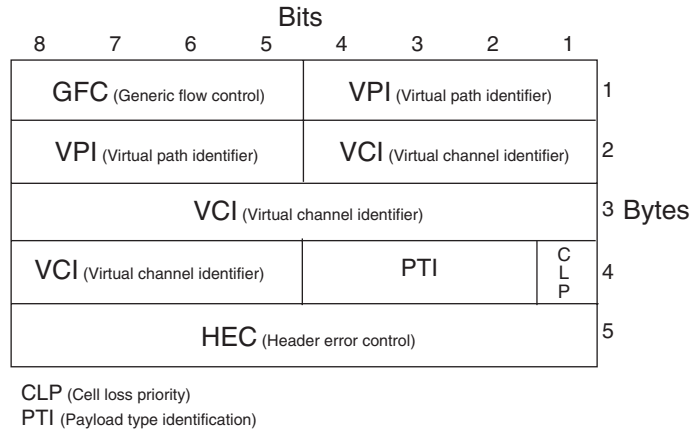 Bits
8 7 6 5 4 3 2 1
GFC (Generic flow control) VPI (Virtual path identifier) 1
VPI (Virtual path identifier) VCI (Virtual channel identifier) 2
VCI (Virtual channel identifier) 3 Bytes
VCI (Virtual channel identifier) PTI CLP 4
HEC (Header error control) 5
CLP (Cell loss priority)
PTI (Payload type identification)